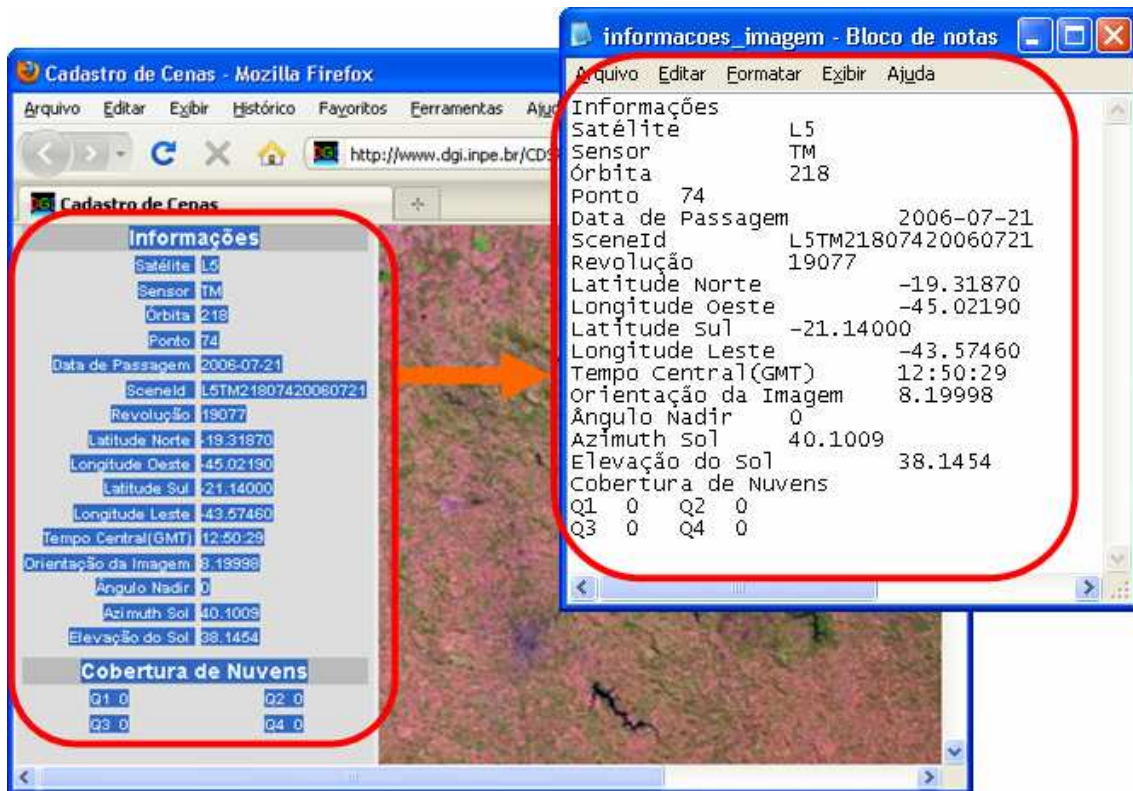 Cadastro de Cenas - Mozilla Firefox
Arquivo Editar Exibir Histórico Favoritos Ferramentas
http://www.dgi.inpe.br/CDSR
Cadastro de Cenas
Informações
Satélite L5
Sensor TM
Órbita 218
Ponto 74
Data de Passagem 2006-07-21
SceneId L5TM21807420060721
Revolução 19077
Latitude Norte -19.31870
Longitude Oeste -45.02190
Latitude Sul -21.14000
Longitude Leste -43.57460
Tempo Central(GMT) 12:50:29
Orientação da Imagem 8.19998
Ângulo Nadir 0
Azimuth Sol 40.1009
Elevação do Sol 38.1454
Cobertura de Nuvens
Q1 0 Q2 0
Q3 0 Q4 0
informacoes_imagem - Bloco de notas
Arquivo Editar Formatar Exibir Ajuda
Informações
Satélite L5
Sensor TM
Órbita 218
Ponto 74
Data de Passagem 2006-07-21
SceneId L5TM21807420060721
Revolução 19077
Latitude Norte -19.31870
Longitude Oeste -45.02190
Latitude Sul -21.14000
Longitude Leste -43.57460
Tempo Central(GMT) 12:50:29
Orientação da Imagem 8.19998
Ângulo Nadir 0
Azimuth Sol 40.1009
Elevação do Sol 38.1454
Cobertura de Nuvens
Q1 0 Q2 0
Q3 0 Q4 0